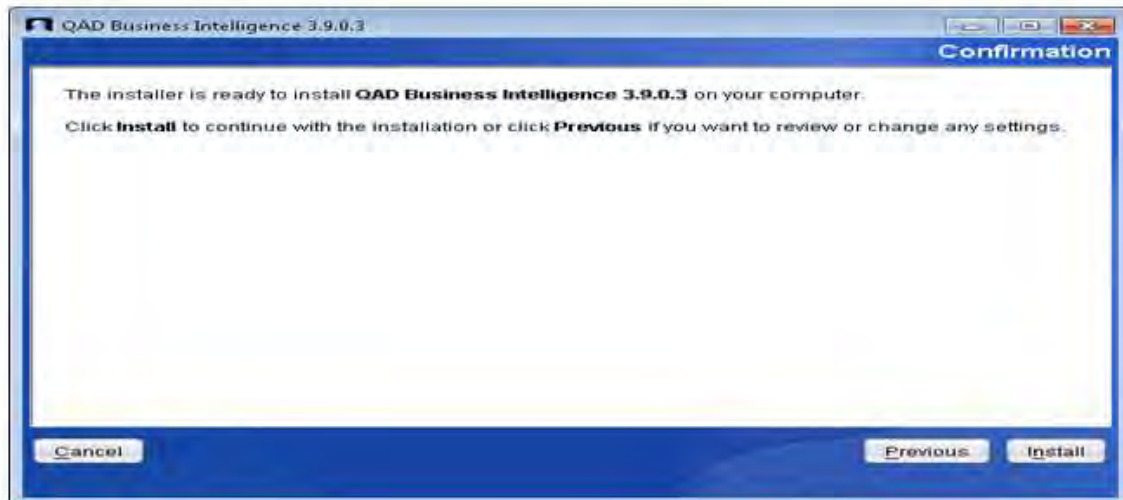 QAD Business Intelligence 3.9.0.3
Confirmation
The installer is ready to install QAD Business Intelligence 3.9.0.3 on your computer.
Click Install to continue with the installation or click Previous if you want to review or change any settings.
Cancel Previous Install